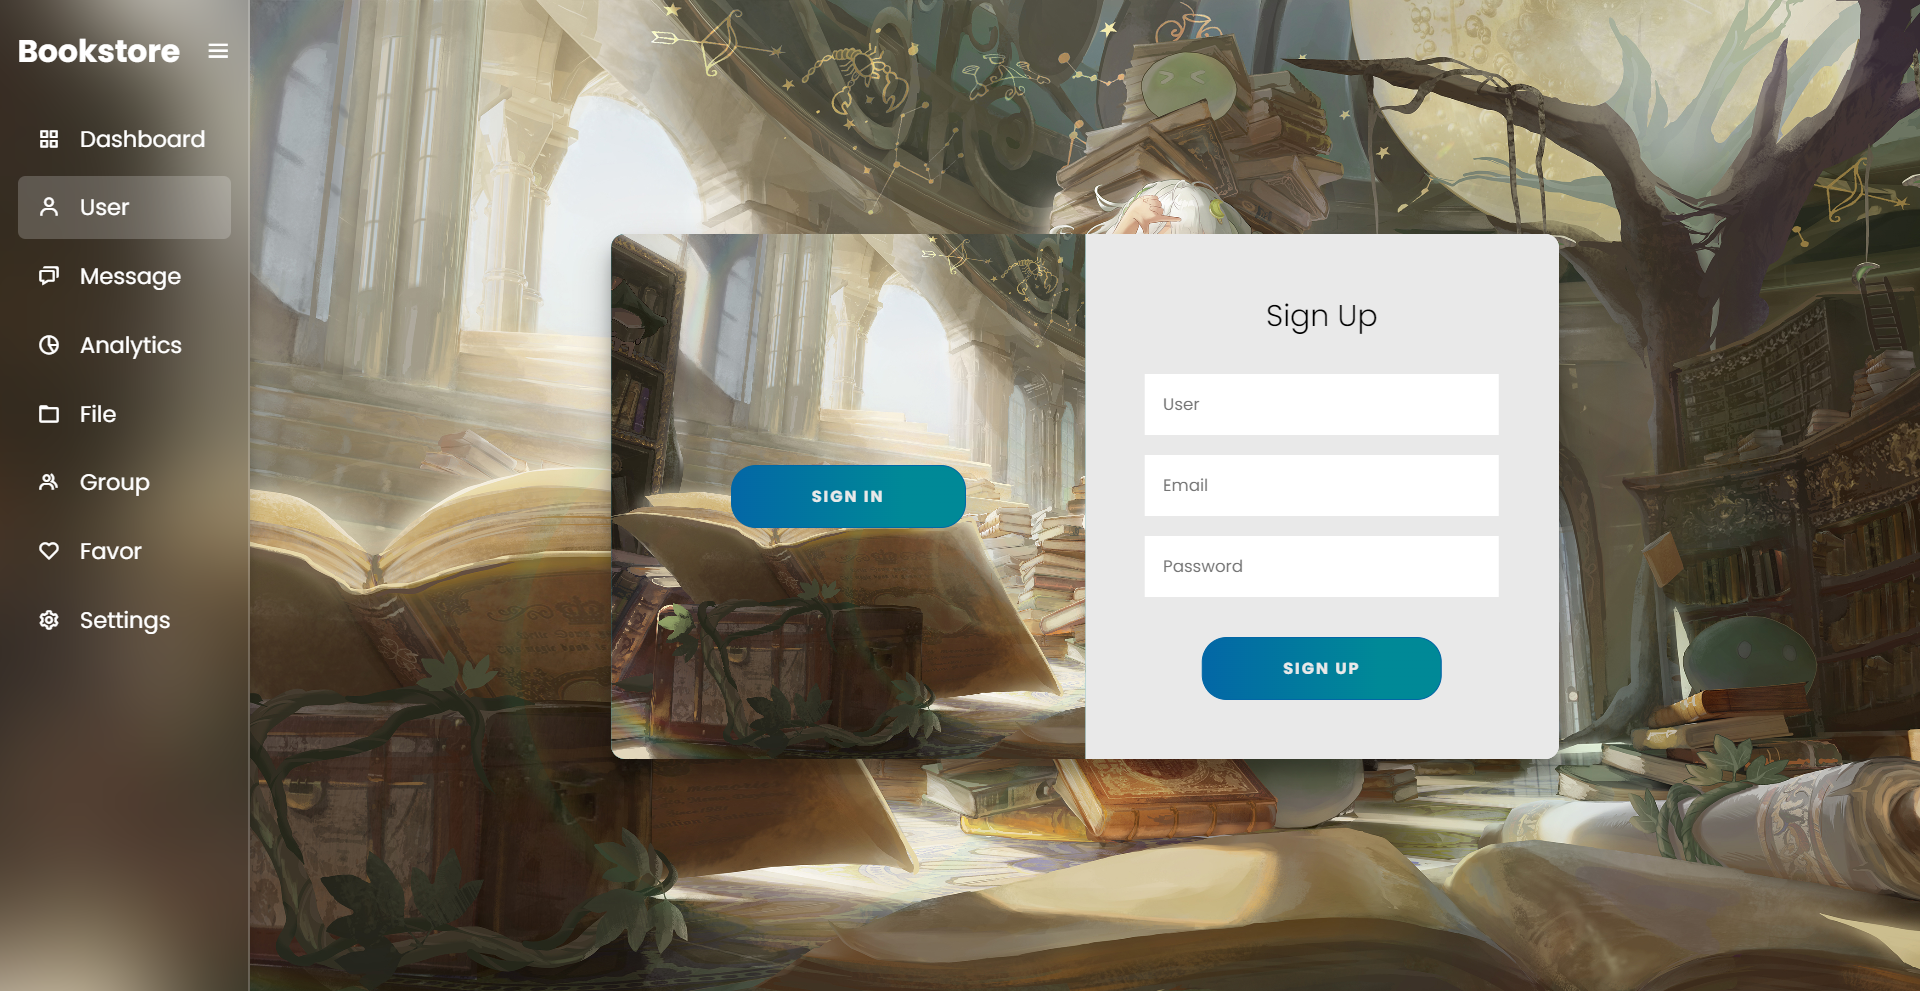 Bookstore
Dashboard
User
Message
Analytics
File
Group
Favor
Settings
SIGN IN
Sign Up
User
Email
Password
SIGN UP